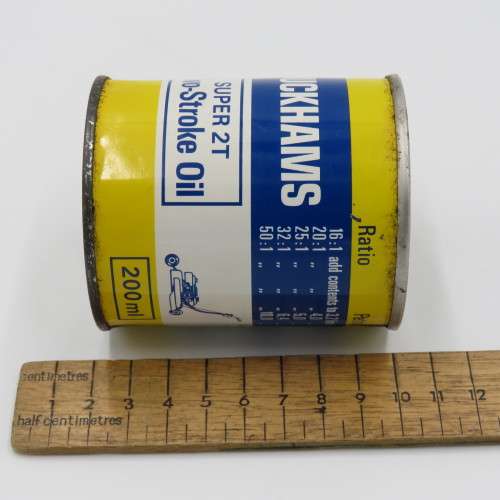 UCKHAMS
SUPER 2T
o-Stroke Oil
200ml
Ratio
16:1 add contents to
20:1 " "
25:1 " "
32:1 " "
50:1 " "
centimetres
1 2 3 4 5 6 7 8 9 10 11 12
half centimetres